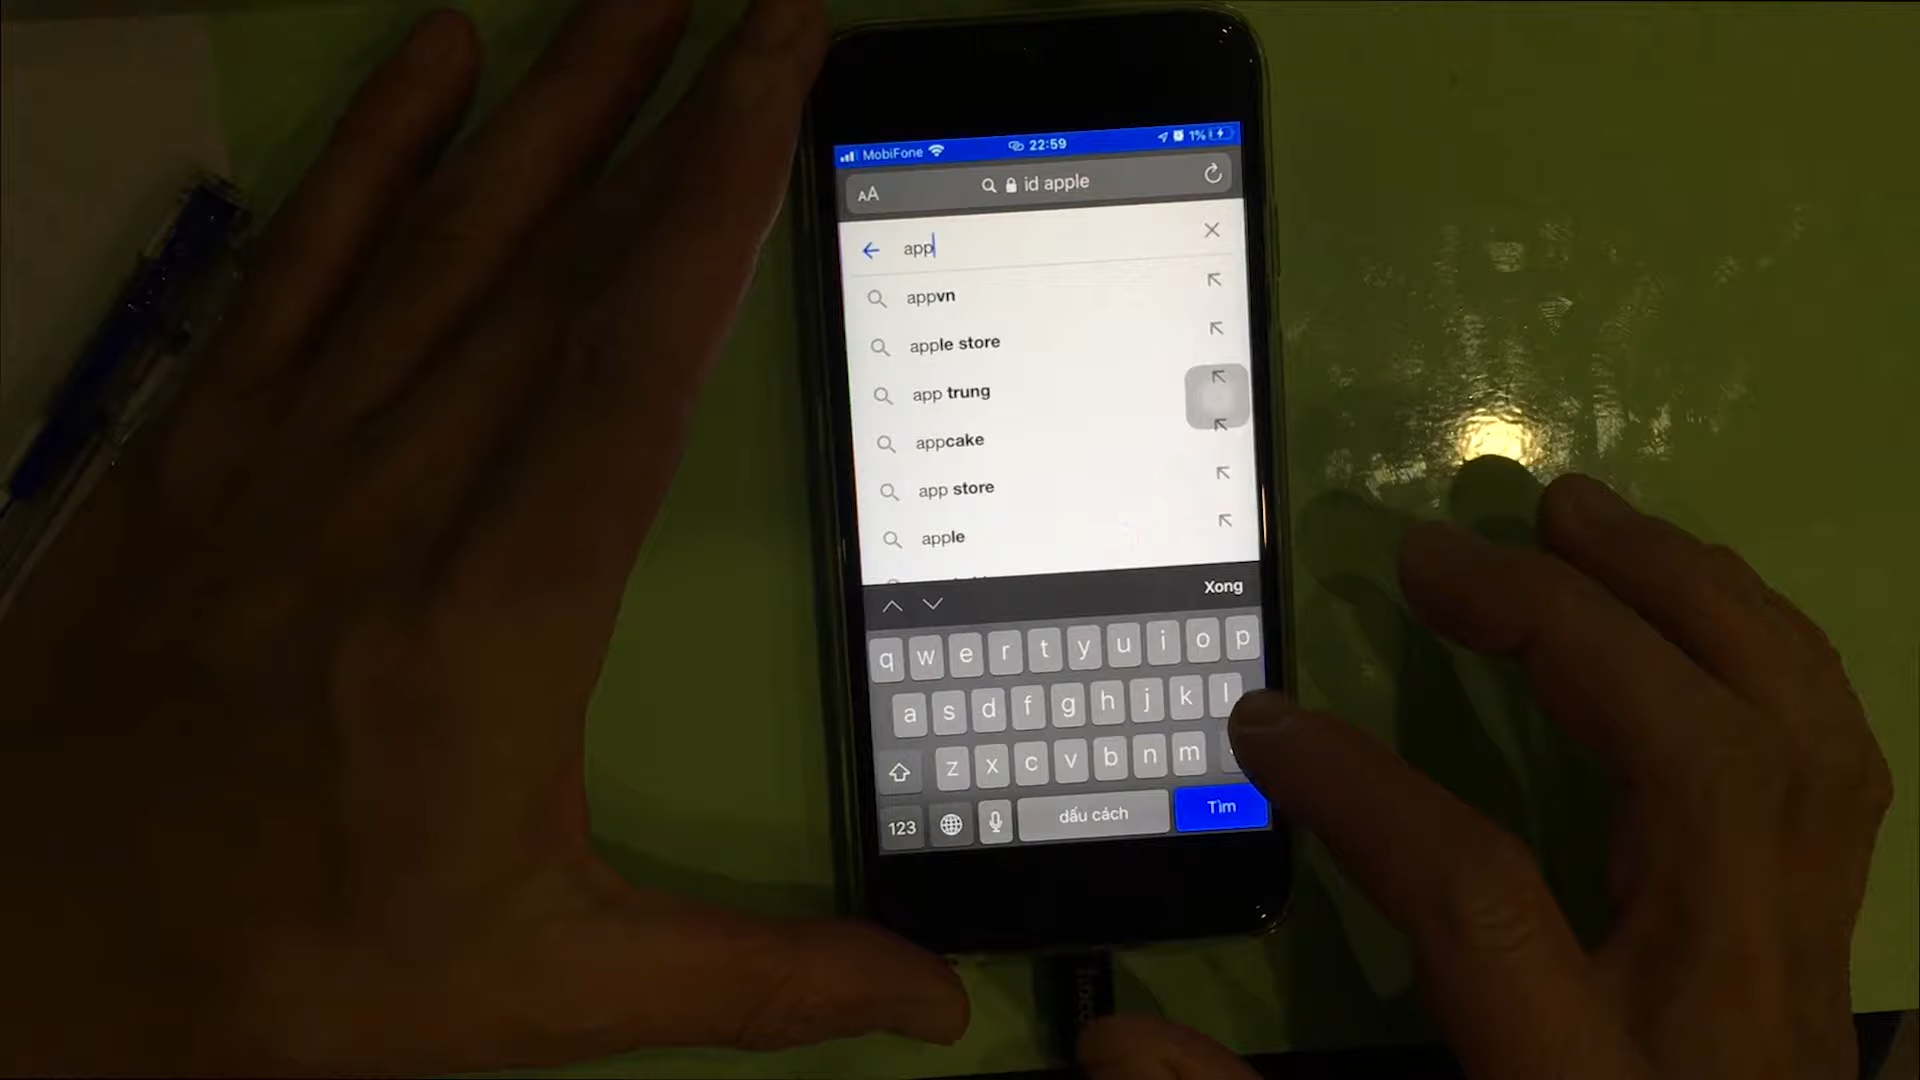 MobiFone 22:59 1%
AA id apple
app
appvn
apple store
app trung
appcake
app store
apple
Xong
q w e r t y u i o p
a s d f g h j k l
z x c v b n m
123 dấu cách Tìm